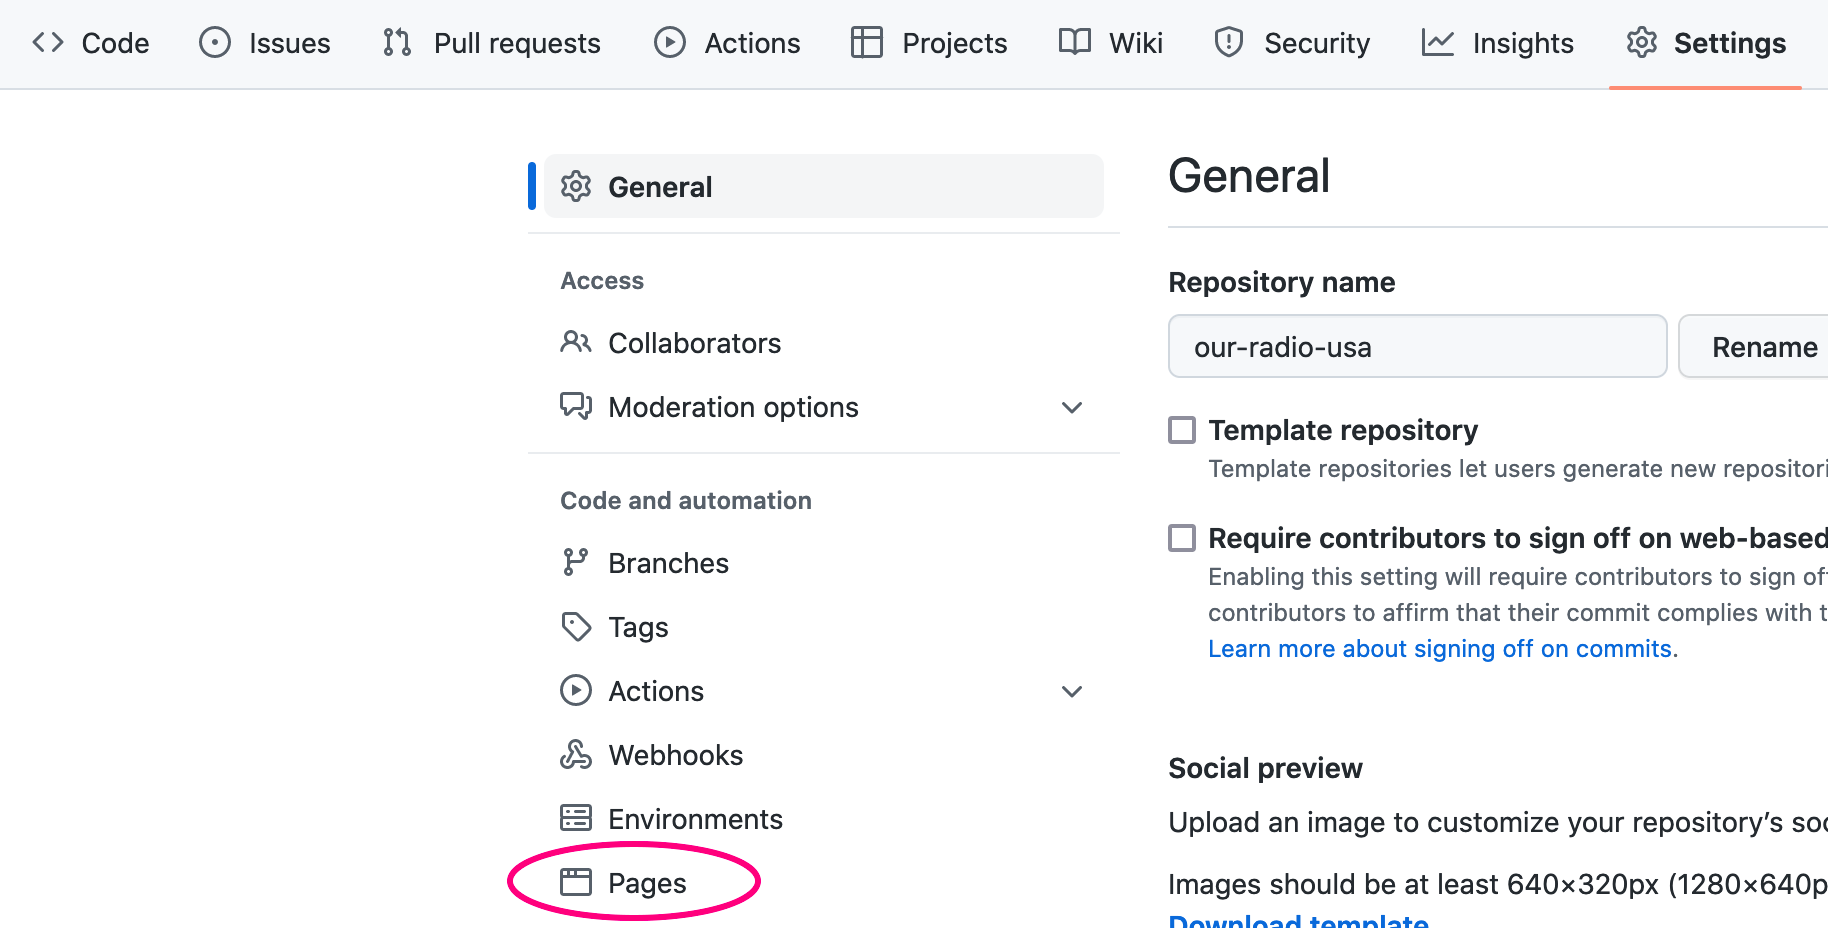 Code Issues Pull requests Actions Projects Wiki Security Insights Settings
General
Access
Collaborators
Moderation options
Code and automation
Branches
Tags
Actions
Webhooks
Environments
Pages
General
Repository name
our-radio-usa Rename
Template repository
Template repositories let users generate new repositori
Require contributors to sign off on web-based
Enabling this setting will require contributors to sign of
contributors to affirm that their commit complies with t
Learn more about signing off on commits.
Social preview
Upload an image to customize your repository’s soc
Images should be at least 640×320px (1280×640p
Download template